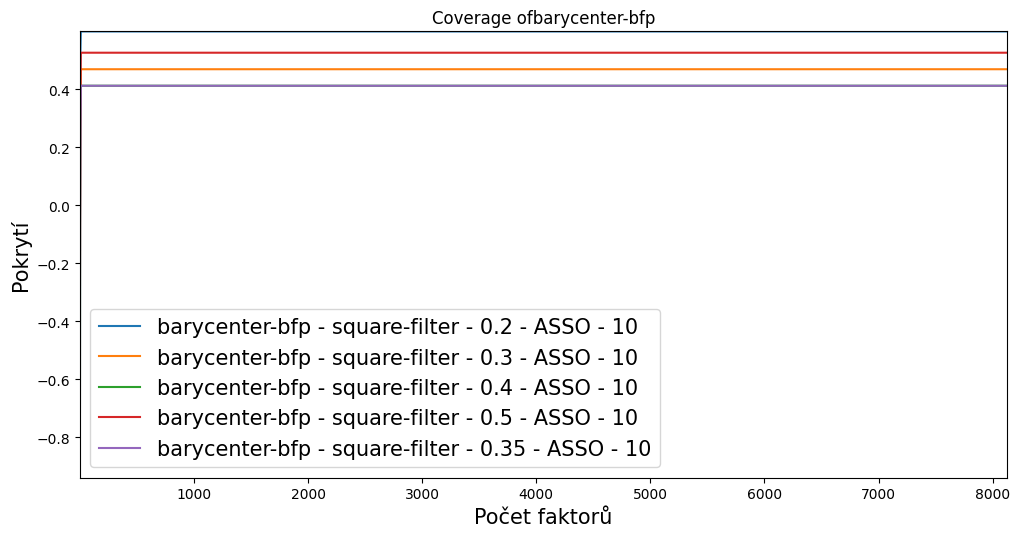 Coverage ofbarycenter-bfp
0.4
0.2
0.0
−0.2
−0.4
−0.6
−0.8
Pokrytí
barycenter-bfp - square-filter - 0.2 - ASSO - 10
barycenter-bfp - square-filter - 0.3 - ASSO - 10
barycenter-bfp - square-filter - 0.4 - ASSO - 10
barycenter-bfp - square-filter - 0.5 - ASSO - 10
barycenter-bfp - square-filter - 0.35 - ASSO - 10
1000 2000 3000 4000 5000 6000 7000 8000
Počet faktorů